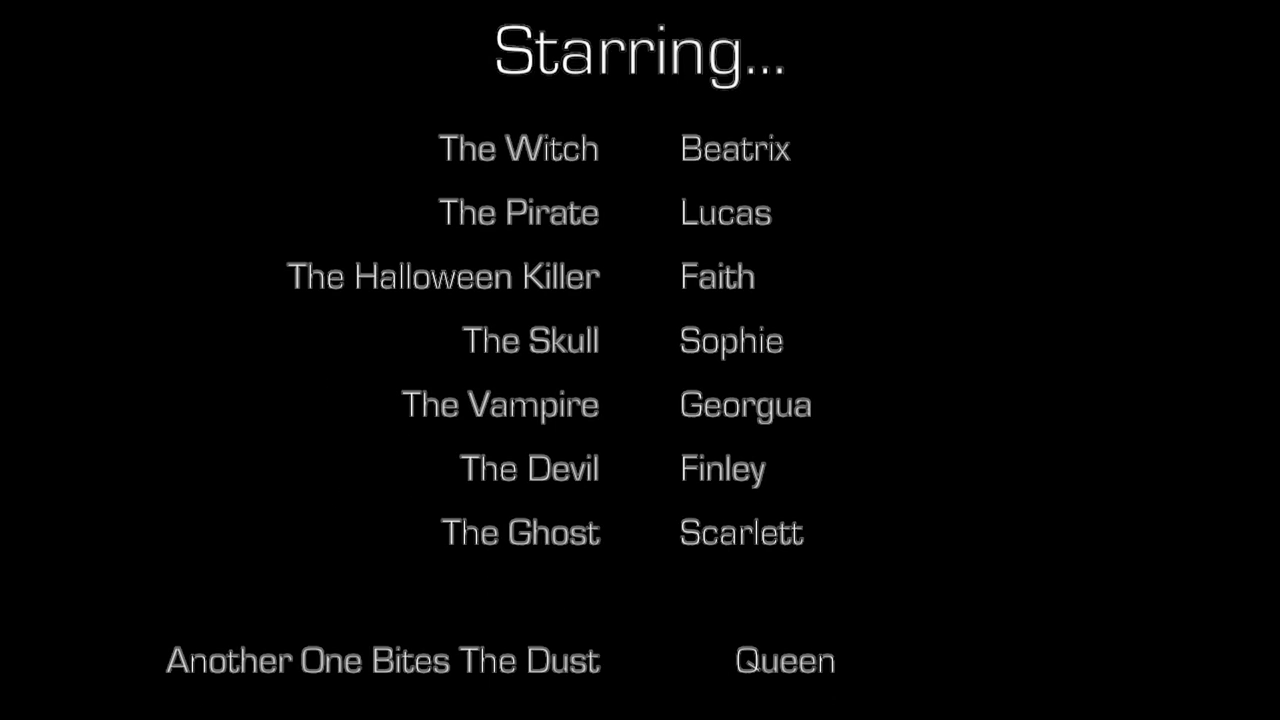 Starring...
The Witch Beatrix
The Pirate Lucas
The Halloween Killer Faith
The Skull Sophie
The Vampire Georgua
The Devil Finley
The Ghost Scarlett
Another One Bites The Dust Queen